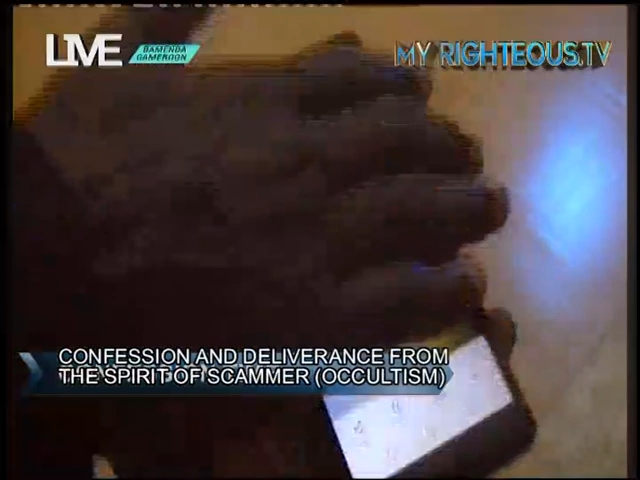 LIVE
BAMENDA
CAMEROON
MY RIGHTEOUS.TV
CONFESSION AND DELIVERANCE FROM
THE SPIRIT OF SCAMMER (OCCULTISM)